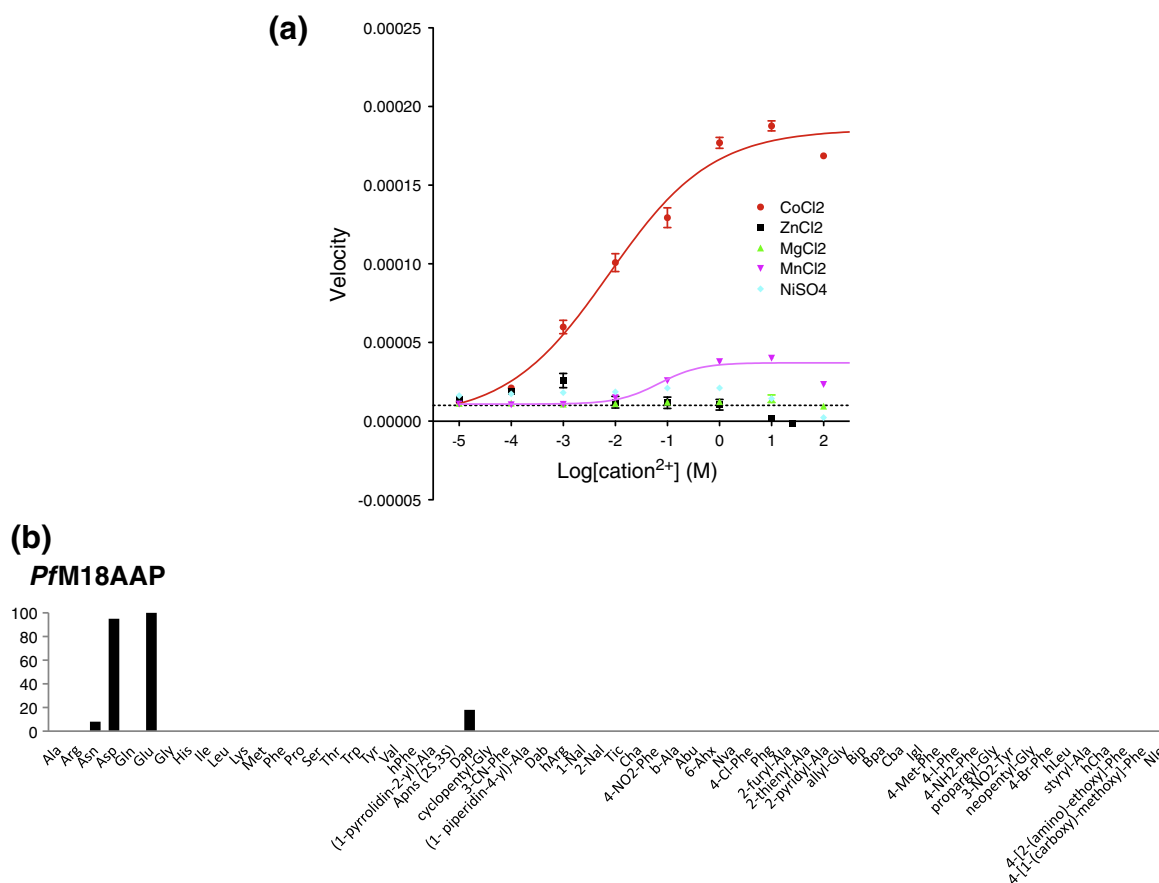 (a)
0.00025
0.00020
0.00015
0.00010
0.00005
0.00000
-0.00005
Velocity
CoCl2
ZnCl2
MgCl2
MnCl2
NiSO4
-5 -4 -3 -2 -1 0 1 2
Log[cation2+] (M)
(b)
PfM18AAP
100
80
60
40
20
0
Ala
Arg
Asn
Asp
Gln
Glu
Gly
His
Ile
Leu
Lys
Met
Phe
Pro
Ser
Thr
Trp
Tyr
Val
hPhe
(1-pyrrolidin-2-yl)-Ala
Apns (2S,3S)
Dap
cyclopentyl-Gly
3-CN-Phe
(1- piperidin-4-yl)-Ala
Dab
hArg
1-Nal
2-Nal
Tic
Cha
4-NO2-Phe
b-Ala
Abu
6-Ahx
Nva
4-Cl-Phe
Phg
2-furyl-Ala
2-thienyl-Ala
2-pyridyl-Ala
allyl-Gly
Bip
Bpa
Cba
Igl
4-Met-Phe
4-I-Phe
4-NH2-Phe
propargyl-Gly
3-NO2-Tyr
neopentyl-Gly
4-Br-Phe
hLeu
styryl-Ala
hCha
4-[2-(amino)-ethoxy]-Phe
4-[1-(carboxy)-methoxy]-Phe